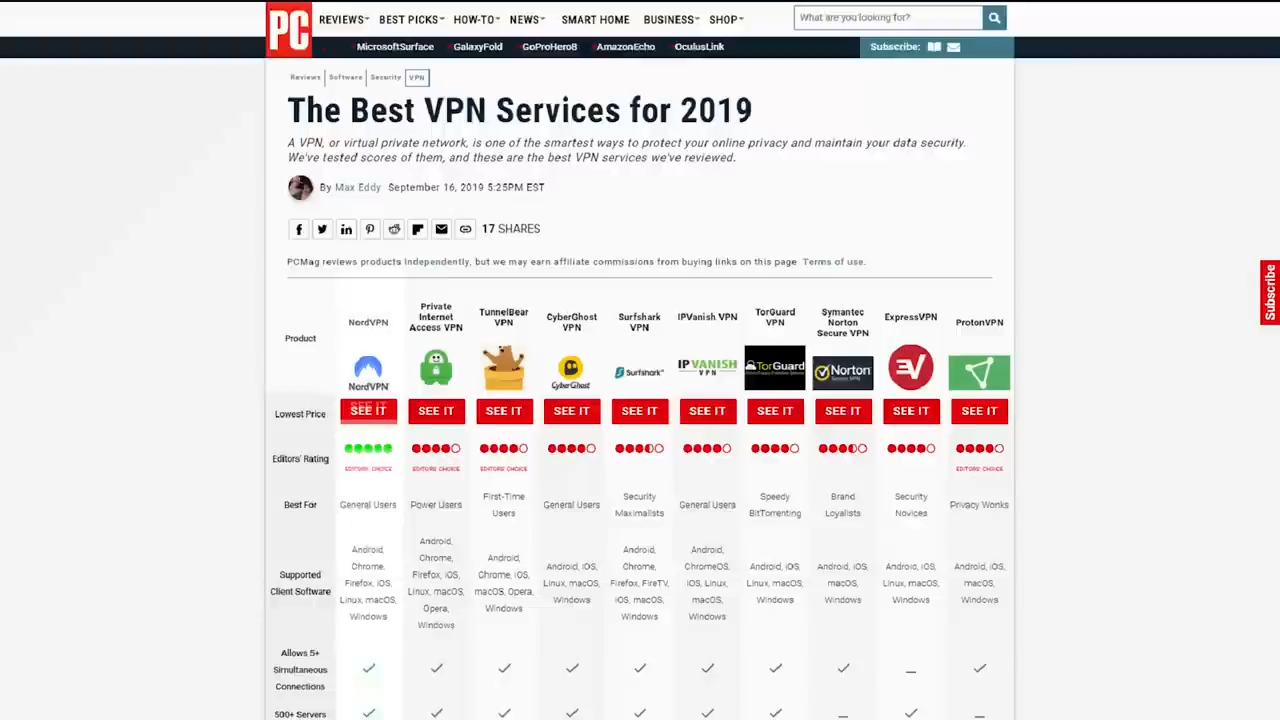 PC
REVIEWS BEST PICKS HOW-TO NEWS SMART HOME BUSINESS SHOP
What are you looking for?
MicrosoftSurface GalaxyFold GoProHero8 AmazonEcho OculusLink
Subscribe:
Reviews Software Security VPN
The Best VPN Services for 2019
A VPN, or virtual private network, is one of the smartest ways to protect your online privacy and maintain your data security.
We've tested scores of them, and these are the best VPN services we've reviewed.
By Max Eddy September 16, 2019 5:25PM EST
17 SHARES
PCMag reviews products independently, but we may earn affiliate commissions from buying links on this page Terms of use.
Subscribe
Product
NordVPN
Private
Internet
Access VPN
TunnelBear
VPN
CyberGhost
VPN
Surfshark
VPN
IPVanish VPN
TorGuard
VPN
Symantec
Norton
Secure VPN
ExpressVPN
ProtonVPN
NordVPN
CyberGhost
Surfshark
IPVANISH
VPN
TorGuard
Norton
EV
Lowest Price
SEE IT SEE IT SEE IT SEE IT SEE IT SEE IT SEE IT SEE IT SEE IT SEE IT
Editors' Rating
EDITORS' CHOICE EDITORS' CHOICE EDITORS' CHOICE EDITORS' CHOICE
Best For
General Users
Power Users
First-Time
Users
General Users
Security
Maximalists
General Users
Speedy
BitTorrenting
Brand
Loyalists
Security
Novices
Privacy Wonks
Supported
Client Software
Android,
Chrome,
Firefox, iOS,
Linux, macOS,
Windows
Android,
Chrome,
Firefox, iOS,
Linux, macOS,
Opera,
Windows
Android,
Chrome, iOS,
macOS, Opera,
Windows
Android, iOS,
Linux, macOS,
Windows
Android,
Chrome,
Firefox, FireTV,
iOS, macOS,
Windows
Android,
ChromeOS,
iOS, Linux,
macOS,
Windows
Android, iOS,
Linux, macOS,
Windows
Android, iOS,
macOS,
Windows
Android, iOS,
Linux, macOS,
Windows
Android, iOS,
macOS,
Windows
Allows 5+
Simultaneous
Connections
500+ Servers